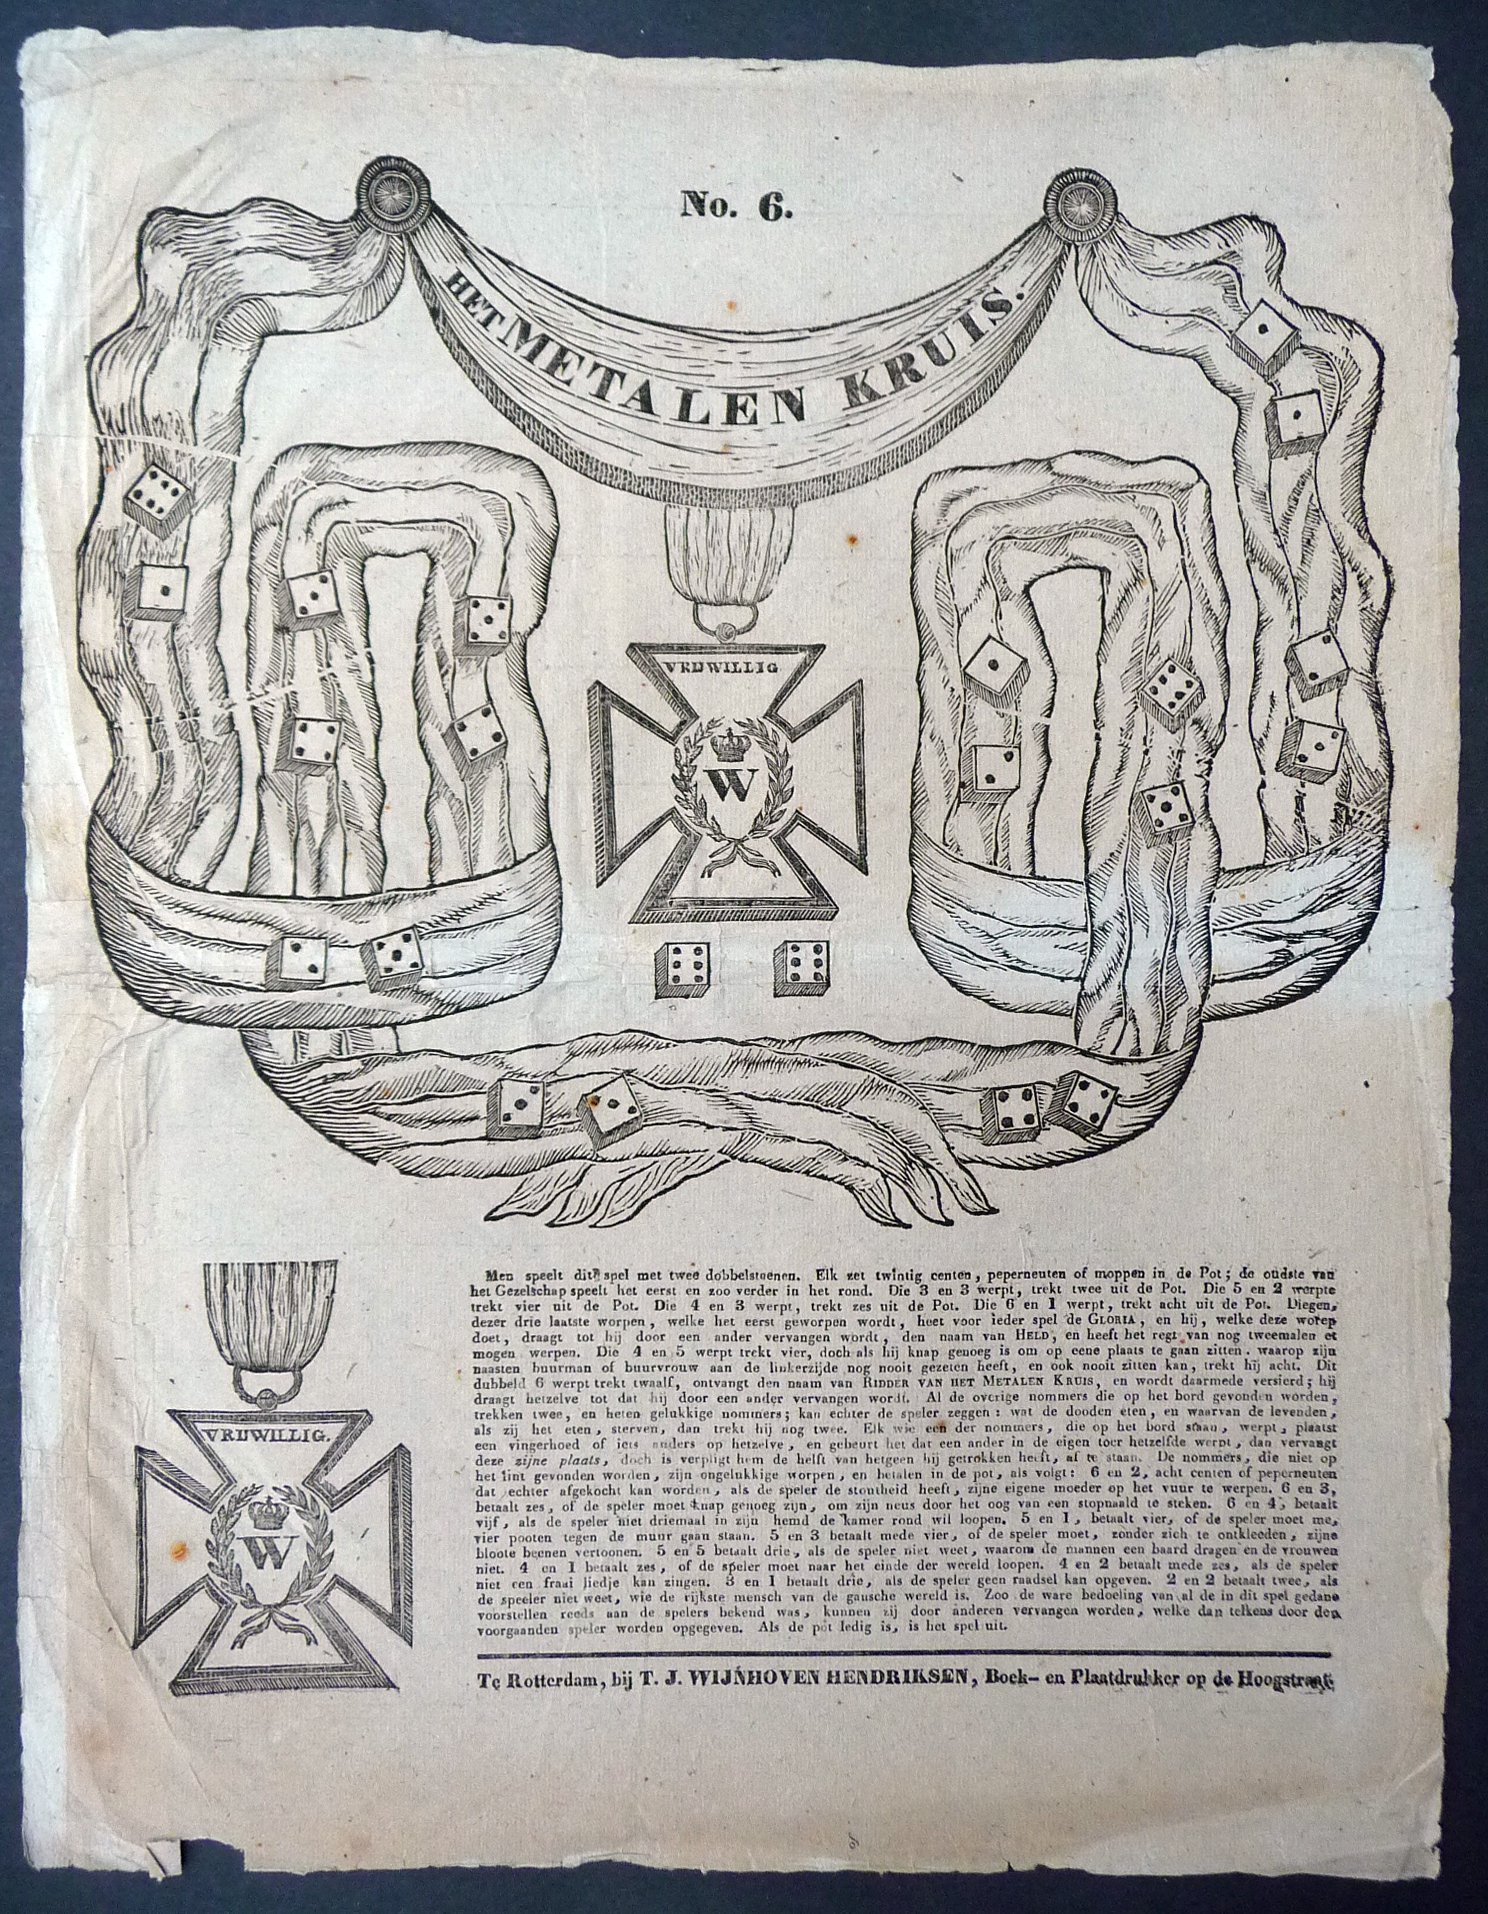 No. 6.
HET METALEN KRUIS.
VRIJWILLIG
W
Men speelt dit spel met twee dobbelsteenen. Elk zet twintig centen, peperneuten of moppen in de Pot; de oudste van
het Gezelschap speelt het eerst en zoo verder in het rond. Die 3 en 3 werpt, trekt twee uit de Pot. Die 5 en 2 werpt
trekt vier uit de Pot. Die 4 en 3 werpt, trekt zes uit de Pot. Die 6 en 1 werpt, trekt acht uit de Pot. Diegen,
dezer drie laatste worpen, welke het eerst geworpen wordt, heet voor ieder spel de GLORIA, en hij, welke deze worp
doet, draagt tot hij door een ander vervangen wordt, den naam van HELD, en heeft het regt van nog tweemalen te
mogen werpen. Die 4 en 5 werpt trekt vier, doch als hij knap genoeg is om op eene plaats te gaan zitten, waarop zijn
naasten buurman of buurvrouw aan de linkerzijde nog nooit gezeten heeft, en ook nooit zitten kan, trekt hij acht. Dit
dubbeld 6 werpt trekt twaalf, ontvangt den naam van RIDDER VAN HET METALEN KRUIS, en wordt daarmede versierd; hij
draagt hetzelve tot dat hij door een ander vervangen wordt. Al de overige nommers die op het bord gevonden worden,
trekken twee, en heten gelukkige nommers; kan echter de speler zeggen: wat de dooden eten, en waarvan de levenden,
als zij het eten, sterven, dan trekt hij nog twee. Elk wie een der nommers, die op het bord staan, werpt, plaatst
een vingerhoed of iets anders op hetzelve, en gebeurt het dat een ander in de eigen toer hetzelfde werpt, dan vervangt
deze zijne plaats, doch is verpligt hem de helft van hetgeen hij getrokken heeft, af te staan. De nommers, die niet op
het lint gevonden worden, zijn ongelukkige worpen, en betalen in de pot, als volgt: 6 en 2, acht centen of peperneuten
dat echter afgekocht kan worden, als de speler de stoutheid heeft, zijne eigene moeder op het vuur te werpen. 6 en 3,
betaalt zes, of de speler moet knap genoeg zijn, om zijn neus door het oog van een stopnaald te steken. 6 en 4, betaalt
vijf, als de speler niet driemaal in zijn hemd de kamer rond wil loopen. 5 en 1, betaalt vier, of de speler moet me,
vier pooten tegen de muur gaan staan. 5 en 3 betaalt mede vier, of de speler moet, zonder zich te ontkleeden, zijne
bloote beenen vertoonen. 5 en 5 betaalt drie, als de speler niet weet, waarom de mannen een baard dragen en de vrouwen
niet. 4 en 1 betaalt zes, of de speler moet naar het einde der wereld loopen. 4 en 2 betaalt mede zes, als de speler
niet een fraai liedje kan zingen. 3 en 1 betaalt drie, als de speler geen raadsel kan opgeven. 2 en 2 betaalt twee, als
de speeler niet weet, wie de rijkste mensch van de gansche wereld is. Zoo de ware bedoeling van al de in dit spel gedane
voorstellen reeds aan de spelers bekend was, kunnen zij door anderen vervangen worden, welke dan telkens door den
voorgaanden speler worden opgegeven. Als de pot ledig is, is het spel uit.
VRIJWILLIG.
W
Te Rotterdam, bij T. J. WIJNHOVEN HENDRIKSEN, Boek- en Plaatdrukker op de Hoogstraat.